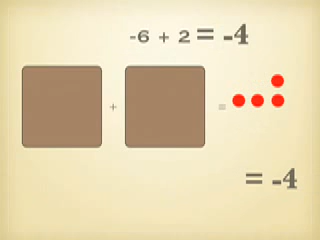 -6 + 2 = -4
+ =
= -4